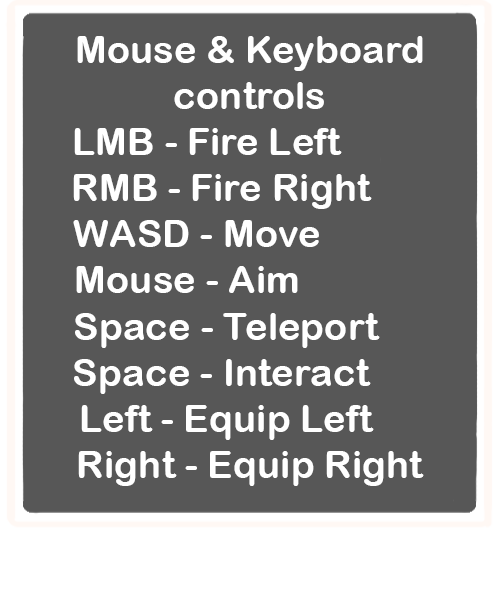 Mouse & Keyboard
controls
LMB - Fire Left
RMB - Fire Right
WASD - Move
Mouse - Aim
Space - Teleport
Space - Interact
Left - Equip Left
Right - Equip Right